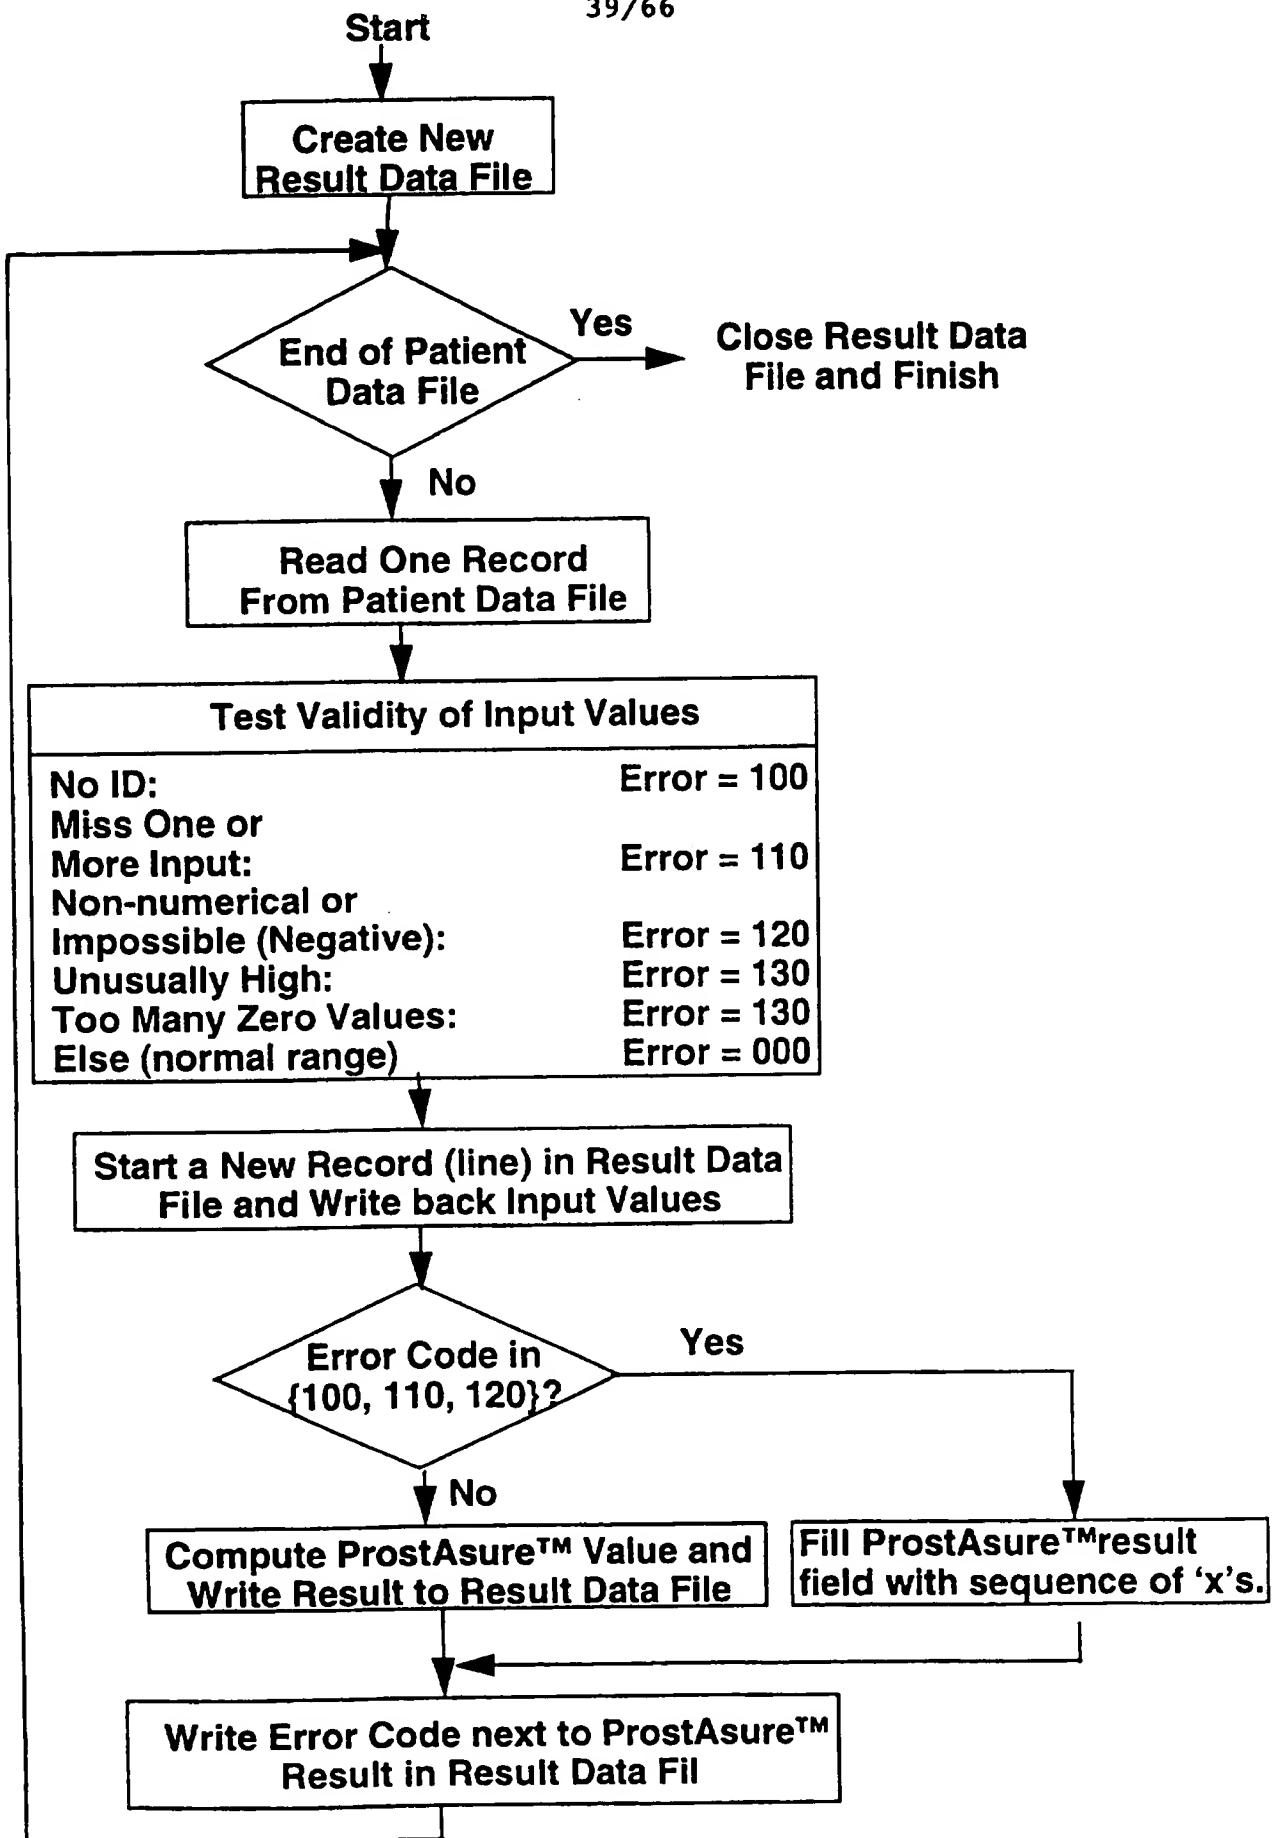 39/66
Start
Create New
Result Data File
End of Patient
Data File
Yes
Close Result Data
File and Finish
No
Read One Record
From Patient Data File
Test Validity of Input Values
No ID: Error = 100
Miss One or
More Input: Error = 110
Non-numerical or
Impossible (Negative): Error = 120
Unusually High: Error = 130
Too Many Zero Values: Error = 130
Else (normal range) Error = 000
Start a New Record (line) in Result Data
File and Write back Input Values
Error Code in
{100, 110, 120}?
Yes
No
Compute ProstAsure™ Value and
Write Result to Result Data File
Fill ProstAsure™result
field with sequence of ‘x’s.
Write Error Code next to ProstAsure™
Result in Result Data Fil